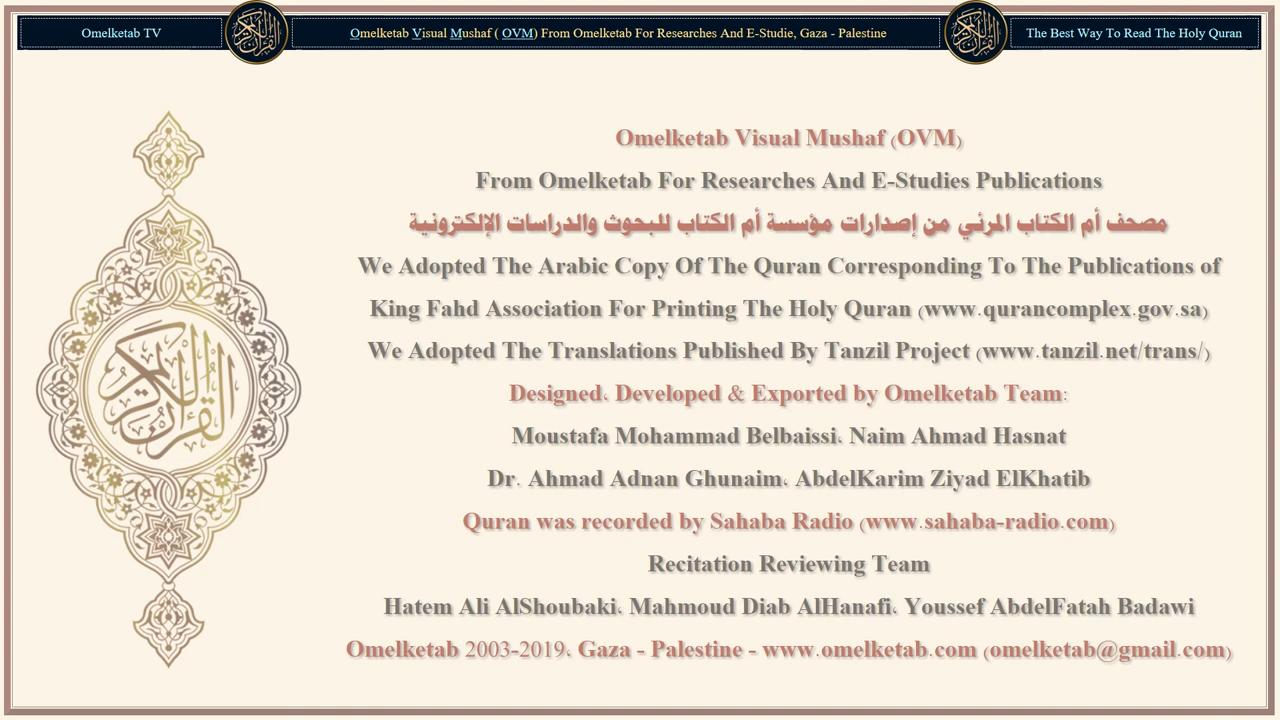 Omelketab TV
Omelketab Visual Mushaf ( OVM) From Omelketab For Researches And E-Studie, Gaza - Palestine
The Best Way To Read The Holy Quran
القرآن الكريم
Omelketab Visual Mushaf (OVM)
From Omelketab For Researches And E-Studies Publications
مصحف أم الكتاب المرئي من إصدارات مؤسسة أم الكتاب للبحوث والدراسات الإلكترونية
We Adopted The Arabic Copy Of The Quran Corresponding To The Publications of
King Fahd Association For Printing The Holy Quran (www.qurancomplex.gov.sa)
We Adopted The Translations Published By Tanzil Project (www.tanzil.net/trans/)
Designed، Developed & Exported by Omelketab Team:
Moustafa Mohammad Belbaissi، Naim Ahmad Hasnat
Dr. Ahmad Adnan Ghunaim، AbdelKarim Ziyad ElKhatib
Quran was recorded by Sahaba Radio (www.sahaba-radio.com)
Recitation Reviewing Team
Hatem Ali AlShoubaki، Mahmoud Diab AlHanafi، Youssef AbdelFatah Badawi
Omelketab 2003-2019، Gaza - Palestine - www.omelketab.com (omelketab@gmail.com)